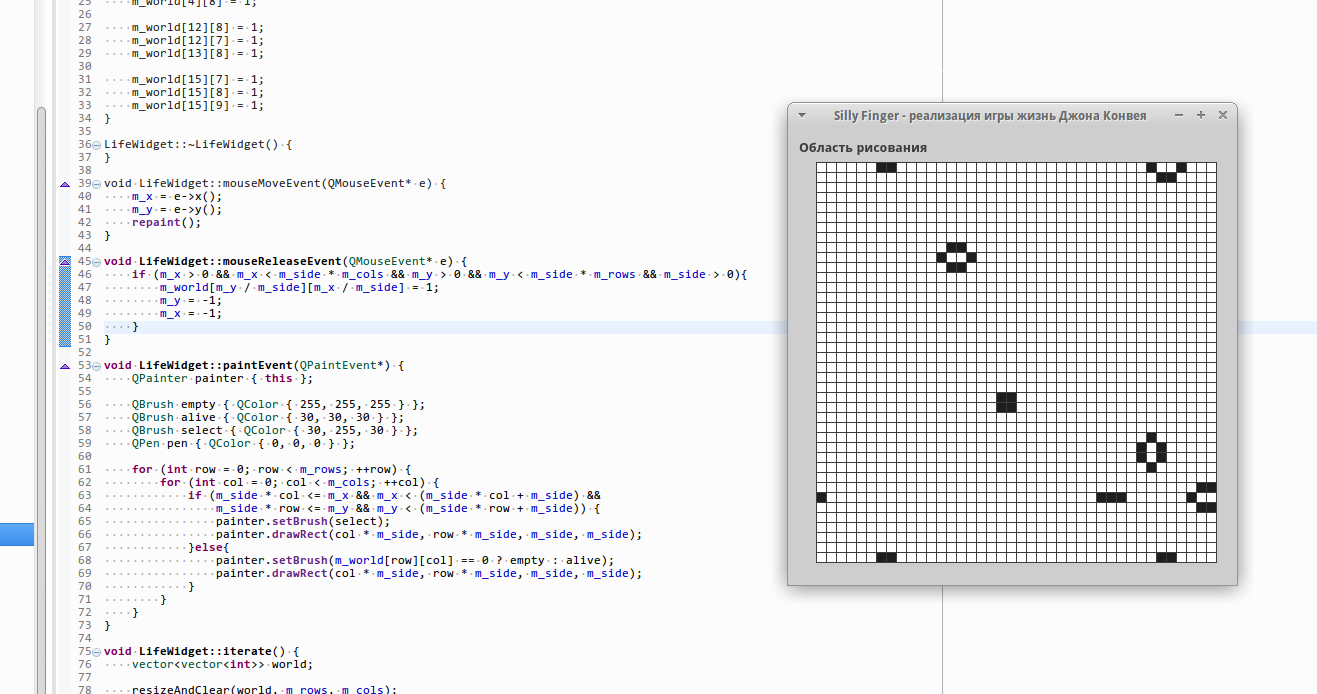 25     m_world[4][8] = 1;
26
27     m_world[12][8] = 1;
28     m_world[12][7] = 1;
29     m_world[13][8] = 1;
30
31     m_world[15][7] = 1;
32     m_world[15][8] = 1;
33     m_world[15][9] = 1;
34 }
35
36 LifeWidget::~LifeWidget() {
37 }
38
39 void LifeWidget::mouseMoveEvent(QMouseEvent* e) {
40     m_x = e->x();
41     m_y = e->y();
42     repaint();
43 }
44
45 void LifeWidget::mouseReleaseEvent(QMouseEvent* e) {
46     if (m_x > 0 && m_x < m_side * m_cols && m_y > 0 && m_y < m_side * m_rows && m_side > 0){
47         m_world[m_y / m_side][m_x / m_side] = 1;
48         m_y = -1;
49         m_x = -1;
50     }
51 }
52
53 void LifeWidget::paintEvent(QPaintEvent*) {
54     QPainter painter { this };
55
56     QBrush empty { QColor { 255, 255, 255 } };
57     QBrush alive { QColor { 30, 30, 30 } };
58     QBrush select { QColor { 30, 255, 30 } };
59     QPen pen { QColor { 0, 0, 0 } };
60
61     for (int row = 0; row < m_rows; ++row) {
62         for (int col = 0; col < m_cols; ++col) {
63             if (m_side * col <= m_x && m_x < (m_side * col + m_side) &&
64                 m_side * row <= m_y && m_y < (m_side * row + m_side)) {
65                 painter.setBrush(select);
66                 painter.drawRect(col * m_side, row * m_side, m_side, m_side);
67             }else{
68                 painter.setBrush(m_world[row][col] == 0 ? empty : alive);
69                 painter.drawRect(col * m_side, row * m_side, m_side, m_side);
70             }
71         }
72     }
73 }
74
75 void LifeWidget::iterate() {
76     vector<vector<int>> world;
77
78     resizeAndClear(world, m_rows, m_cols);
Silly Finger - реализация игры жизнь Джона Конвея
Область рисования